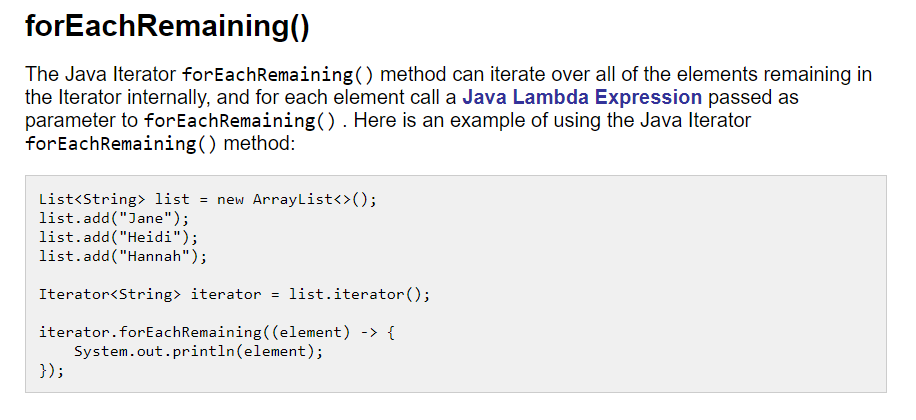 forEachRemaining()
The Java Iterator forEachRemaining() method can iterate over all of the elements remaining in
the Iterator internally, and for each element call a Java Lambda Expression passed as
parameter to forEachRemaining() . Here is an example of using the Java Iterator
forEachRemaining() method:
List<String> list = new ArrayList<>();
list.add("Jane");
list.add("Heidi");
list.add("Hannah");
Iterator<String> iterator = list.iterator();
iterator.forEachRemaining((element) -> {
    System.out.println(element);
});